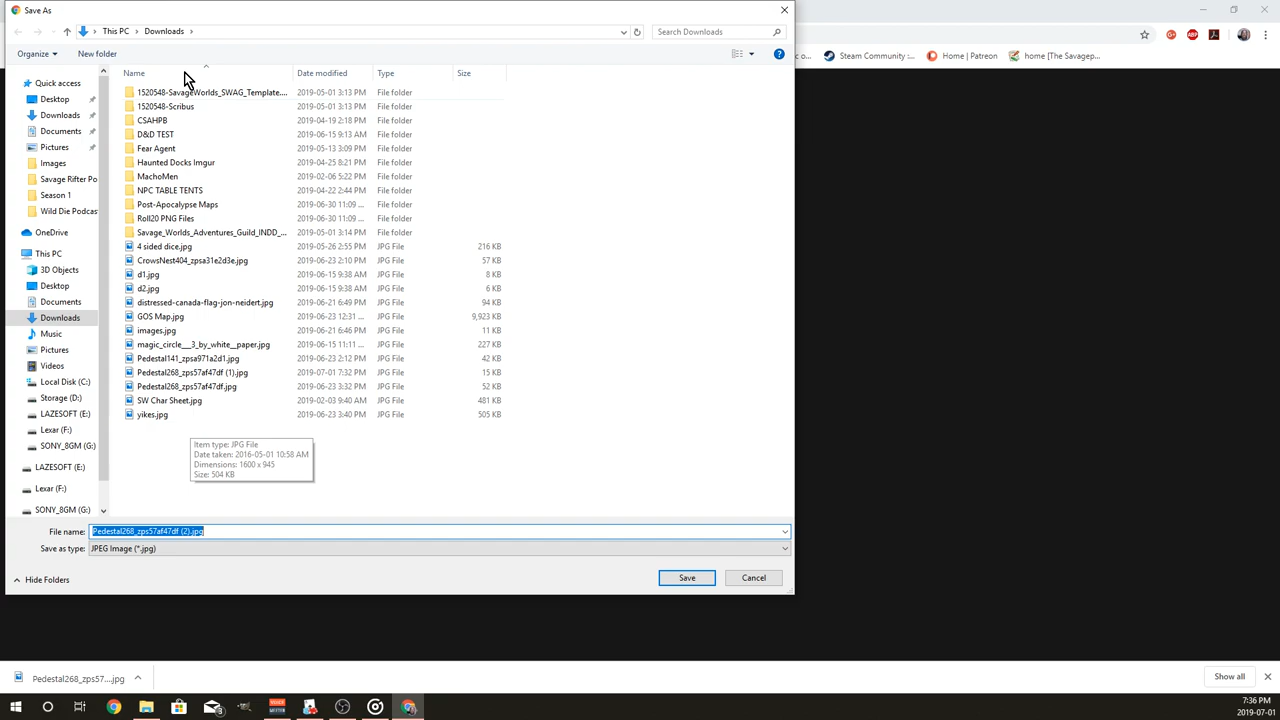 Save As
This PC > Downloads >
Search Downloads
Organize
New folder
c o...
Steam Community :...
Home | Patreon
home [The Savagep...
Name
Date modified
Type
Size
1520548-SavageWorlds_SWAG_Template.... 2019-05-01 3:13 PM File folder
1520548-Scribus 2019-05-01 3:13 PM File folder
CSAHPB 2019-04-19 2:18 PM File folder
D&D TEST 2019-06-15 9:13 AM File folder
Fear Agent 2019-05-13 3:09 PM File folder
Haunted Docks Imgur 2019-04-25 8:21 PM File folder
MachoMen 2019-02-06 5:22 PM File folder
NPC TABLE TENTS 2019-04-22 2:44 PM File folder
Post-Apocalypse Maps 2019-06-30 11:09 ... File folder
Roll20 PNG Files 2019-06-30 11:09 ... File folder
Savage_Worlds_Adventures_Guild_INDD_... 2019-05-01 3:14 PM File folder
4 sided dice.jpg 2019-05-26 2:55 PM JPG File 216 KB
CrowsNest404_zpsa31e2d3e.jpg 2019-06-23 2:10 PM JPG File 57 KB
d1.jpg 2019-06-15 9:38 AM JPG File 8 KB
d2.jpg 2019-06-15 9:38 AM JPG File 6 KB
distressed-canada-flag-jon-neidert.jpg 2019-06-21 6:49 PM JPG File 94 KB
GOS Map.jpg 2019-06-23 12:31 ... JPG File 9,923 KB
images.jpg 2019-06-21 6:46 PM JPG File 11 KB
magic_circle___3_by_white__paper.jpg 2019-06-15 11:11 ... JPG File 227 KB
Pedestal141_zpsa971a2d1.jpg 2019-06-23 2:12 PM JPG File 42 KB
Pedestal268_zps57af47df (1).jpg 2019-07-01 7:32 PM JPG File 15 KB
Pedestal268_zps57af47df.jpg 2019-06-23 3:32 PM JPG File 52 KB
SW Char Sheet.jpg 2019-02-03 9:40 AM JPG File 481 KB
yikes.jpg 2019-06-23 3:40 PM JPG File 505 KB
Item type: JPG File
Date taken: 2016-05-01 10:58 AM
Dimensions: 1600 x 945
Size: 504 KB
Quick access
Desktop
Downloads
Documents
Pictures
Images
Savage Rifter Po
Season 1
Wild Die Podcas
OneDrive
This PC
3D Objects
Desktop
Documents
Downloads
Music
Pictures
Videos
Local Disk (C:)
Storage (D:)
LAZESOFT (E:)
Lexar (F:)
SONY_8GM (G:)
LAZESOFT (E:)
Lexar (F:)
SONY_8GM (G:)
File name: Pedestal268_zps57af47df (2).jpg
Save as type: JPEG Image (*.jpg)
Hide Folders
Save
Cancel
Pedestal268_zps57....jpg
Show all
7:36 PM
2019-07-01